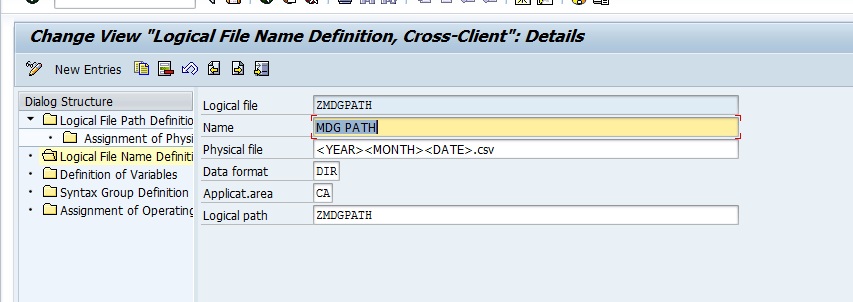 Change View "Logical File Name Definition, Cross-Client": Details
New Entries
Dialog Structure
Logical File Path Definitio
Assignment of Physi
Logical File Name Definiti
Definition of Variables
Syntax Group Definition
Assignment of Operating
Logical file ZMDGPATH
Name MDG PATH
Physical file <YEAR><MONTH><DATE>.csv
Data format DIR
Applicat.area CA
Logical path ZMDGPATH